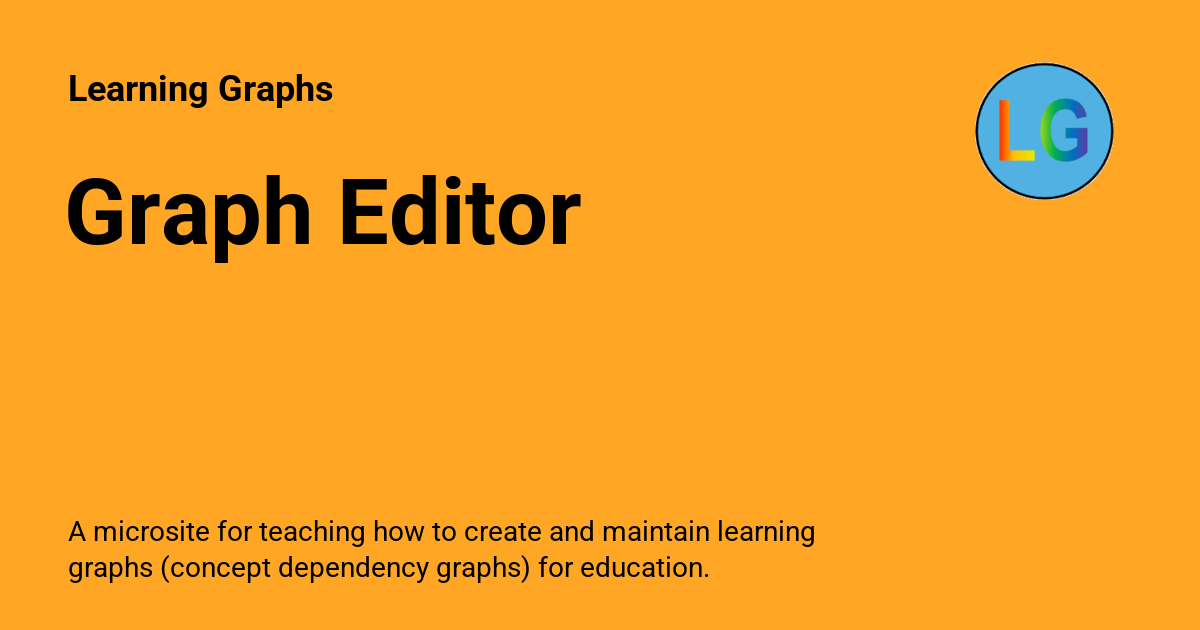 Learning Graphs
LG
Graph Editor
A microsite for teaching how to create and maintain learning
graphs (concept dependency graphs) for education.